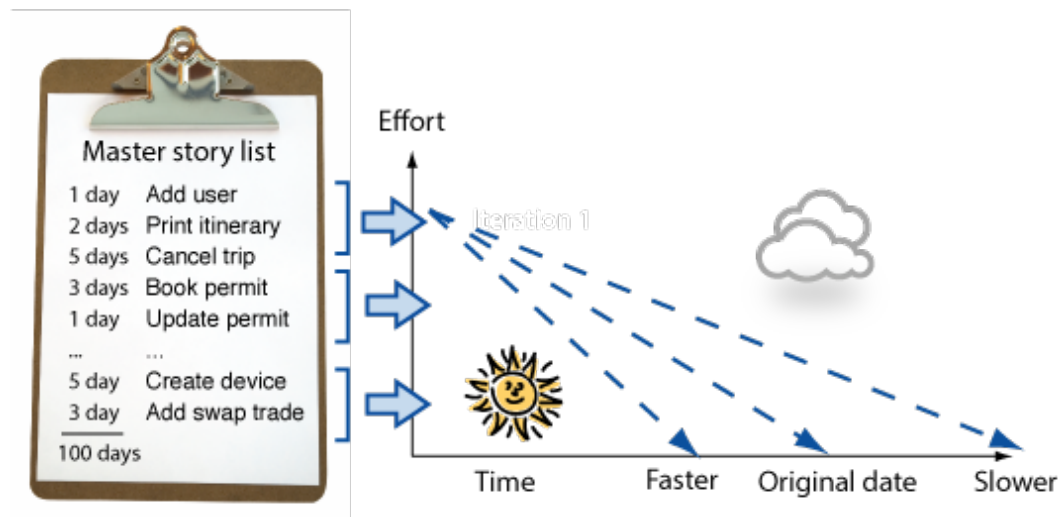 Master story list
1 day Add user
2 days Print itinerary
5 days Cancel trip
3 days Book permit
1 day Update permit
... ...
5 day Create device
3 day Add swap trade
100 days
Effort
Iteration 1
Time Faster Original date Slower